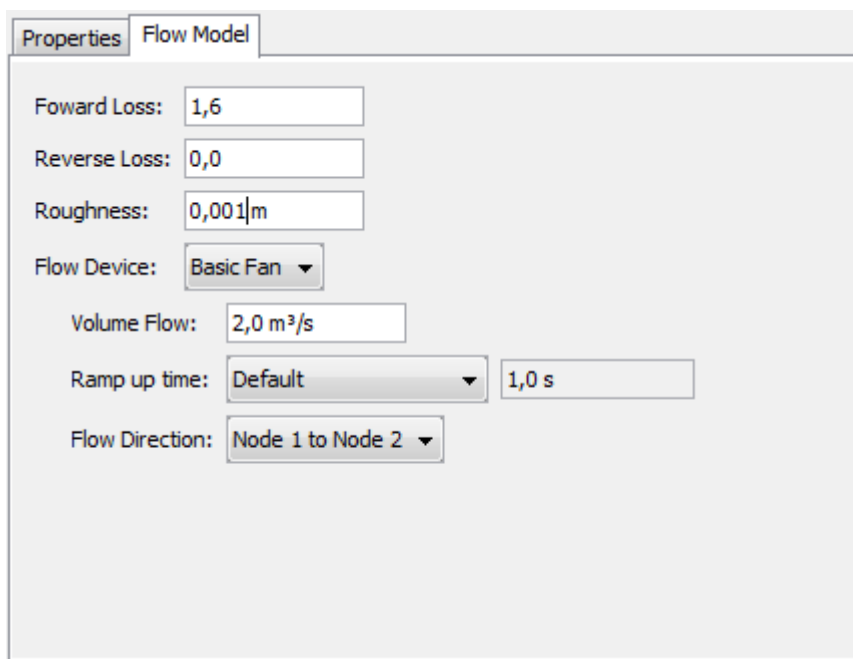 Properties Flow Model
Foward Loss: 1,6
Reverse Loss: 0,0
Roughness: 0,001 m
Flow Device: Basic Fan
Volume Flow: 2,0 m³/s
Ramp up time: Default 1,0 s
Flow Direction: Node 1 to Node 2